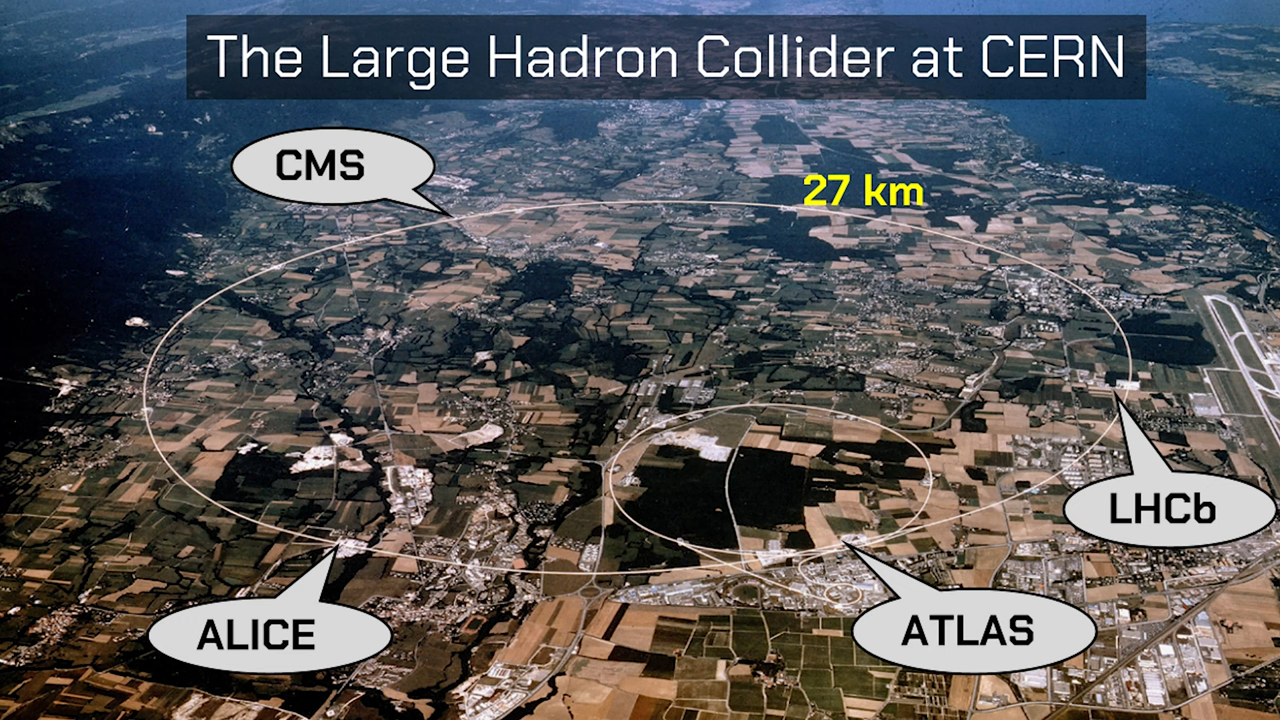 The Large Hadron Collider at CERN
CMS
27 km
LHCb
ALICE
ATLAS